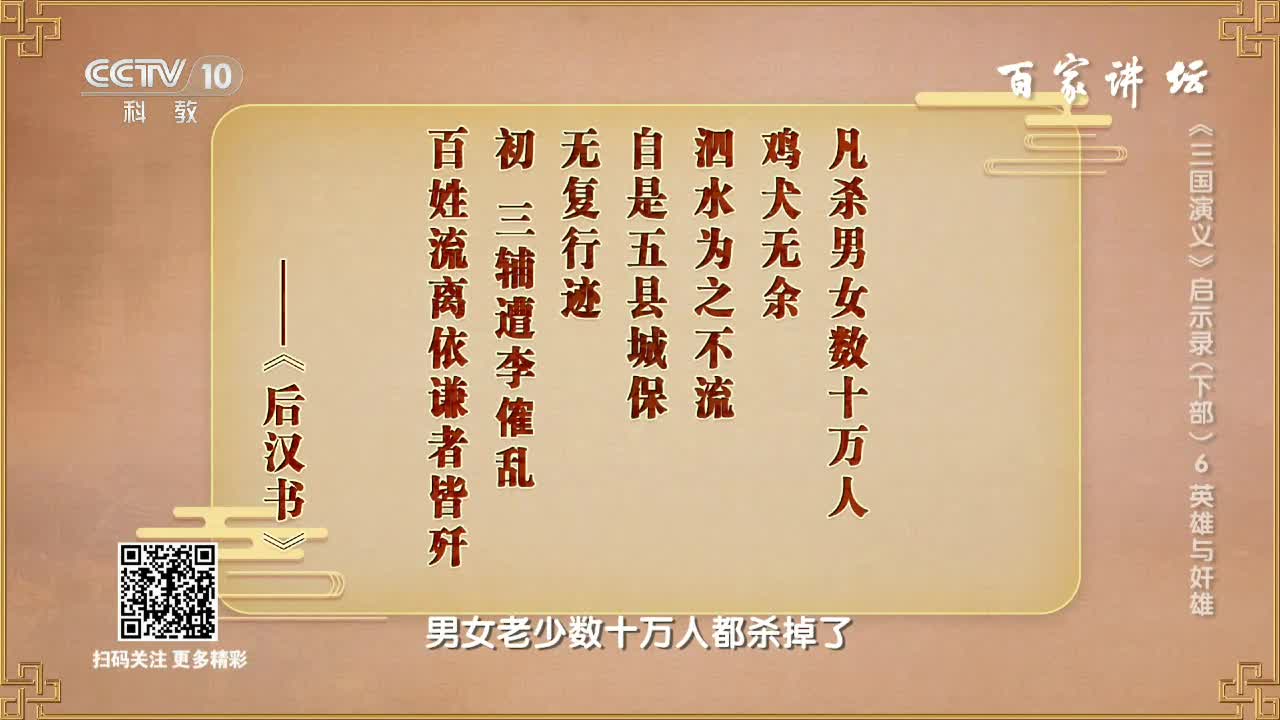 CCTV 10
科教
百家讲坛
《三国演义》启示录（下部）6 英雄与奸雄
凡杀男女数十万人
鸡犬无余
泗水为之不流
自是五县城保
无复行迹
初 三辅遭李傕乱
百姓流离依谦者皆歼
——《后汉书》
男女老少数十万人都杀掉了
扫码关注 更多精彩